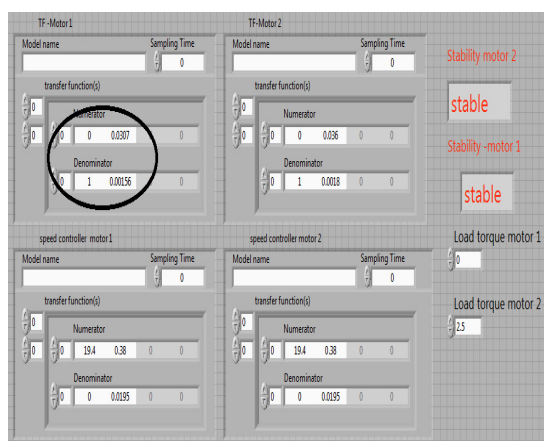 TF -Motor1
TF-Motor 2
Model name Sampling Time
0
Model name Sampling Time
0
transfer function(s)
0
0
Numerator
0 0 0.0307 0 0
Denominator
0 1 0.00156 0
transfer function(s)
0
0
Numerator
0 0 0.036 0 0
Denominator
0 1 0.0018 0
Stability motor 2
stable
Stability -motor 1
stable
speed controller motor1
speed controller motor2
Model name Sampling Time
0
Model name Sampling Time
0
transfer function(s)
0
0
Numerator
0 19.4 0.38 0 0
Denominator
0 0 0.0195 0 0
transfer function(s)
0
0
Numerator
0 19.4 0.38 0 0
Denominator
0 0 0.0195 0 0
Load torque motor 1
0
Load torque motor 2
2.5